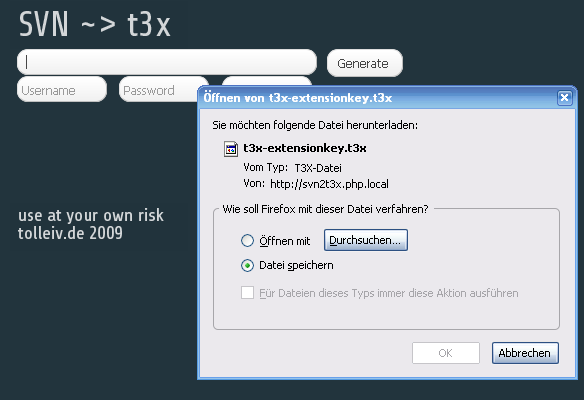 SVN ~> t3x
Generate
Username
Password
Öffnen von t3x-extensionkey.t3x
Sie möchten folgende Datei herunterladen:
t3x-extensionkey.t3x
Vom Typ: T3X-Datei
Von: http://svn2t3x.php.local
Wie soll Firefox mit dieser Datei verfahren?
Öffnen mit
Durchsuchen...
Datei speichern
Für Dateien dieses Typs immer diese Aktion ausführen
OK
Abbrechen
use at your own risk
tolleiv.de 2009